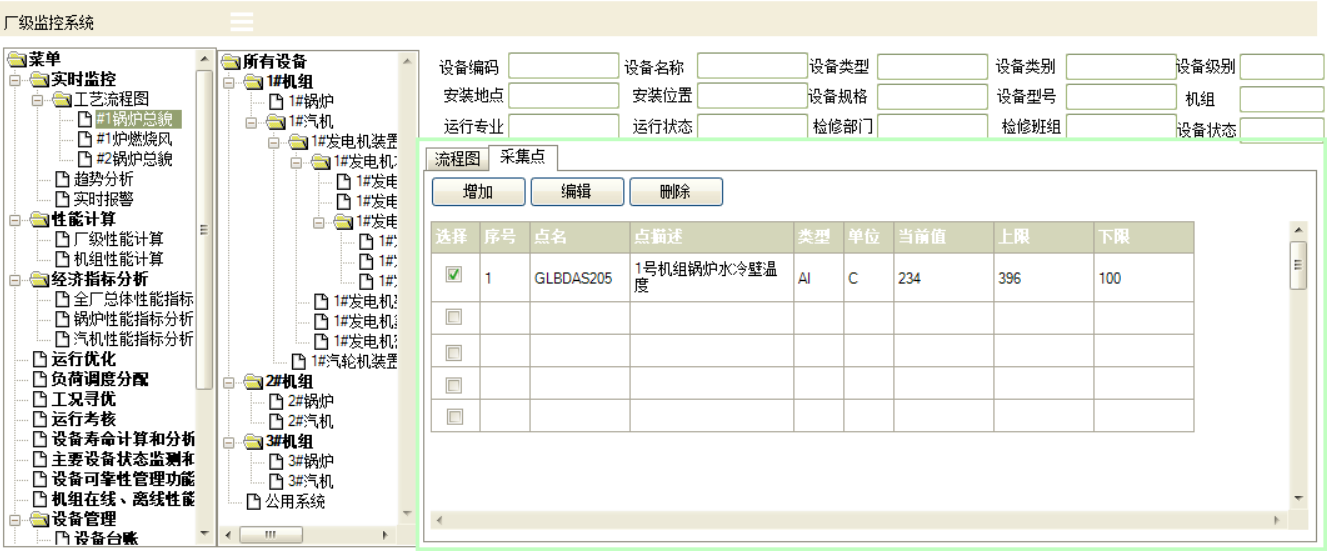 厂级监控系统
菜单
实时监控
工艺流程图
#1锅炉总貌
#1炉燃烧风
#2锅炉总貌
趋势分析
实时报警
性能计算
厂级性能计算
机组性能计算
经济指标分析
全厂总体性能指标
锅炉性能指标分析
汽机性能指标分析
运行优化
负荷调度分配
工况寻优
运行考核
设备寿命计算和分析
主要设备状态监测和
设备可靠性管理功能
机组在线、离线性能
设备管理
设备台账
所有设备
1#机组
1#锅炉
1#汽机
1#发电机装置
1#发电机
1#发电
1#发电
1#发电
1#
1#
1#
1#发电机
1#发电机
1#发电机
1#汽轮机装置
2#机组
2#锅炉
2#汽机
3#机组
3#锅炉
3#汽机
公用系统
设备编码 设备名称 设备类型 设备类别 设备级别
安装地点 安装位置 设备规格 设备型号 机组
运行专业 运行状态 检修部门 检修班组 设备状态
流程图 采集点
增加 编辑 删除
选择 序号 点名 点描述 类型 单位 当前值 上限 下限
1 GLBDAS205 1号机组锅炉水冷壁温度 AI C 234 396 100